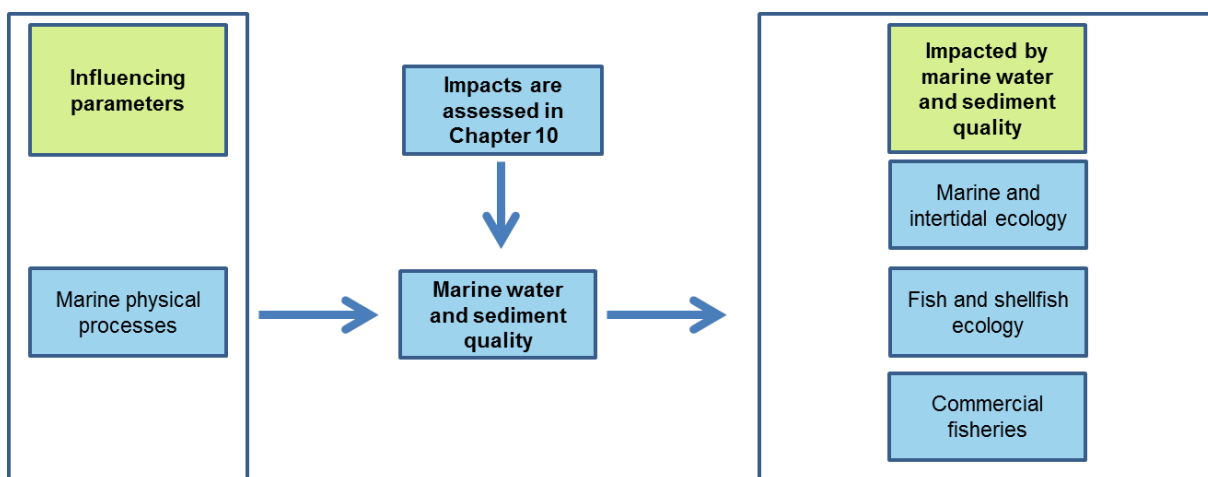 Influencing
parameters
Marine physical
processes
Impacts are
assessed in
Chapter 10
Marine water
and sediment
quality
Impacted by
marine water
and sediment
quality
Marine and
intertidal ecology
Fish and shellfish
ecology
Commercial
fisheries